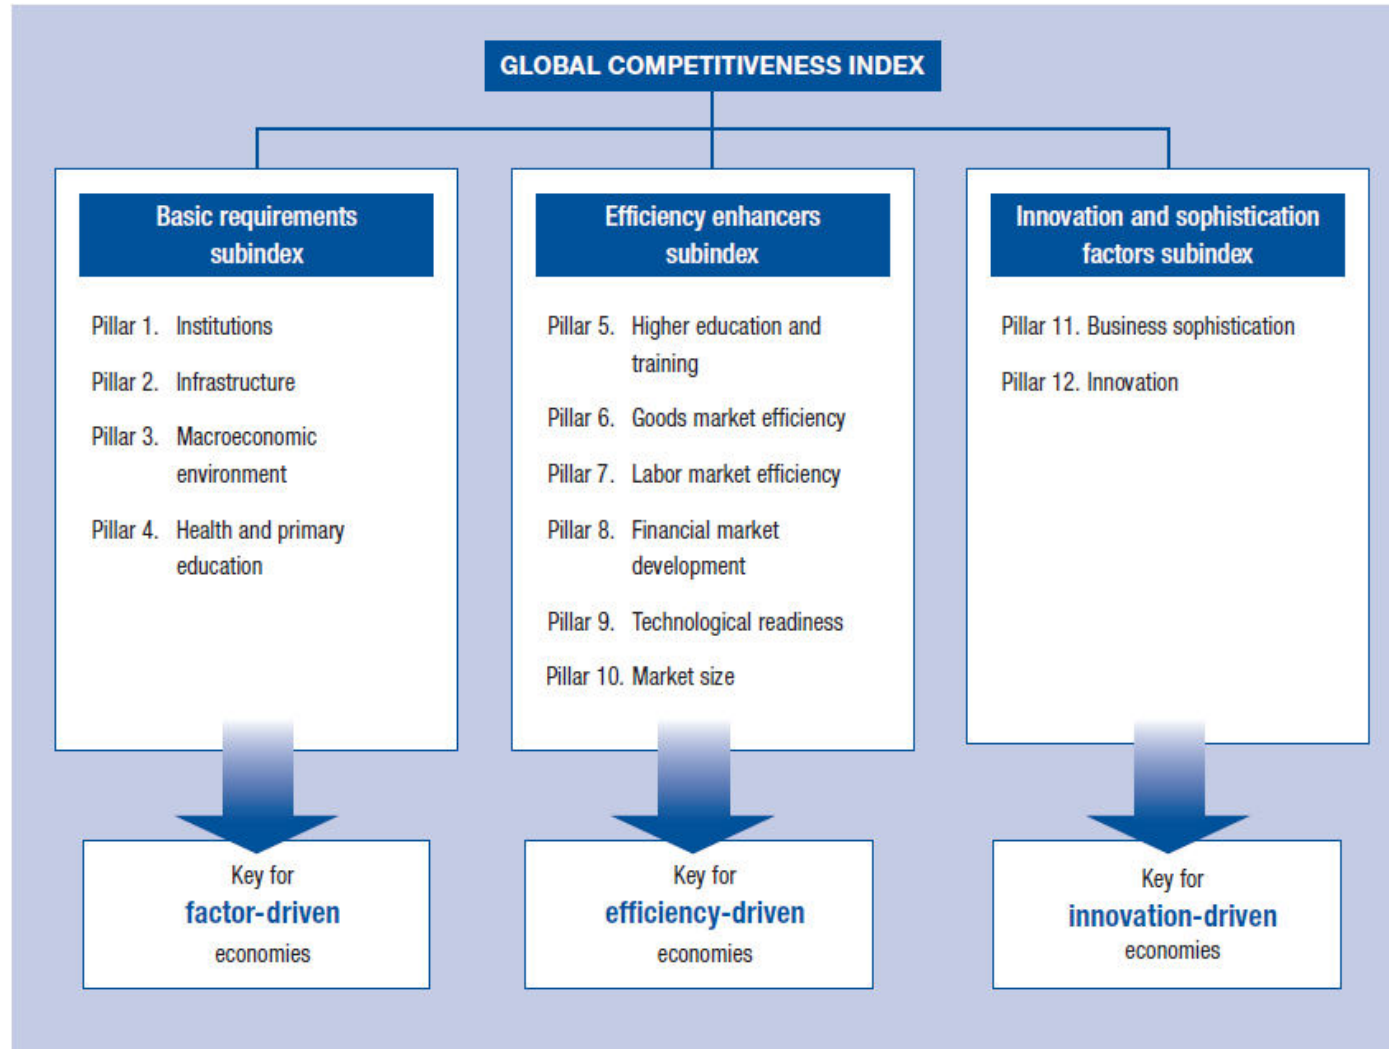 GLOBAL COMPETITIVENESS INDEX
Basic requirements
subindex
Pillar 1. Institutions
Pillar 2. Infrastructure
Pillar 3. Macroeconomic
environment
Pillar 4. Health and primary
education
Key for
factor-driven
economies
Efficiency enhancers
subindex
Pillar 5. Higher education and
training
Pillar 6. Goods market efficiency
Pillar 7. Labor market efficiency
Pillar 8. Financial market
development
Pillar 9. Technological readiness
Pillar 10. Market size
Key for
efficiency-driven
economies
Innovation and sophistication
factors subindex
Pillar 11. Business sophistication
Pillar 12. Innovation
Key for
innovation-driven
economies